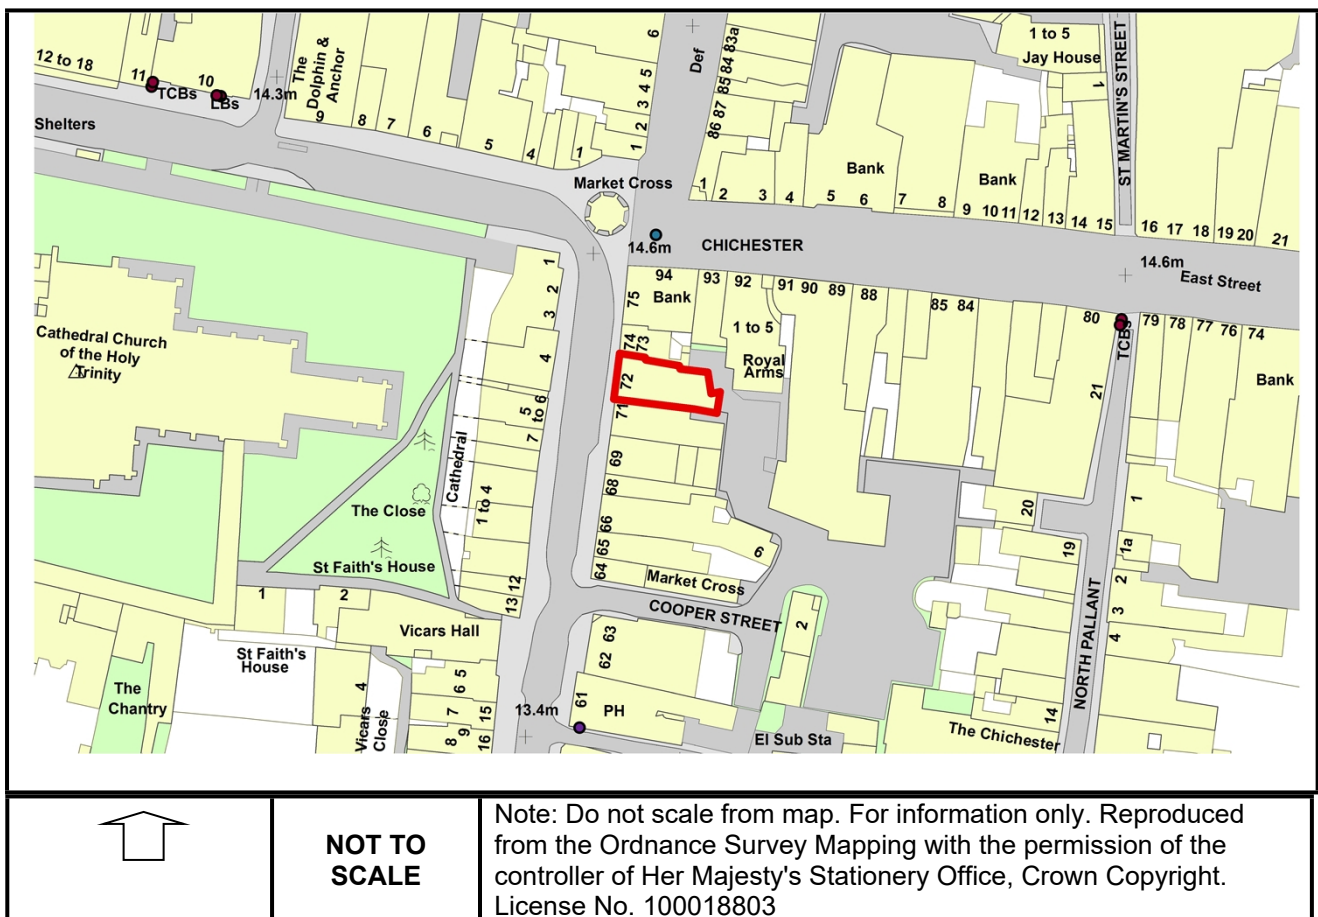 12 to 18
11
TCBs
10
LBs
14.3m
The
Dolphin &
Anchor
9
8
7
6
5
4
1
6
5
4
3
2
1
Def
83a
84
85
87
86
1 to 5
Jay House
1
ST MARTIN'S STREET
Shelters
Market Cross
Bank
Bank
1
2
3
4
5
6
7
8
9
10
11
12
13
14
15
16
17
18
19
20
21
14.6m
CHICHESTER
14.6m
East Street
94
Bank
93
92
91
90
89
88
85
84
80
TCBs
79
78
77
76
74
Bank
75
74
73
72
71
69
68
66
65
64
1 to 5
Royal
Arms
1
2
3
4
5
to 6
7
1 to 4
12
13
Cathedral Church
of the Holy
Trinity
Cathedral
The Close
St Faith's House
1
2
Vicars Hall
St Faith's
House
The
Chantry
4
Vicars
Close
5
6
7
8
9
15
16
13.4m
6
Market Cross
COOPER STREET
63
62
61
PH
2
El Sub Sta
21
20
19
1
1a
2
3
4
NORTH PALLANT
14
The Chichester
NOT TO
SCALE
Note: Do not scale from map. For information only. Reproduced
from the Ordnance Survey Mapping with the permission of the
controller of Her Majesty's Stationery Office, Crown Copyright.
License No. 100018803